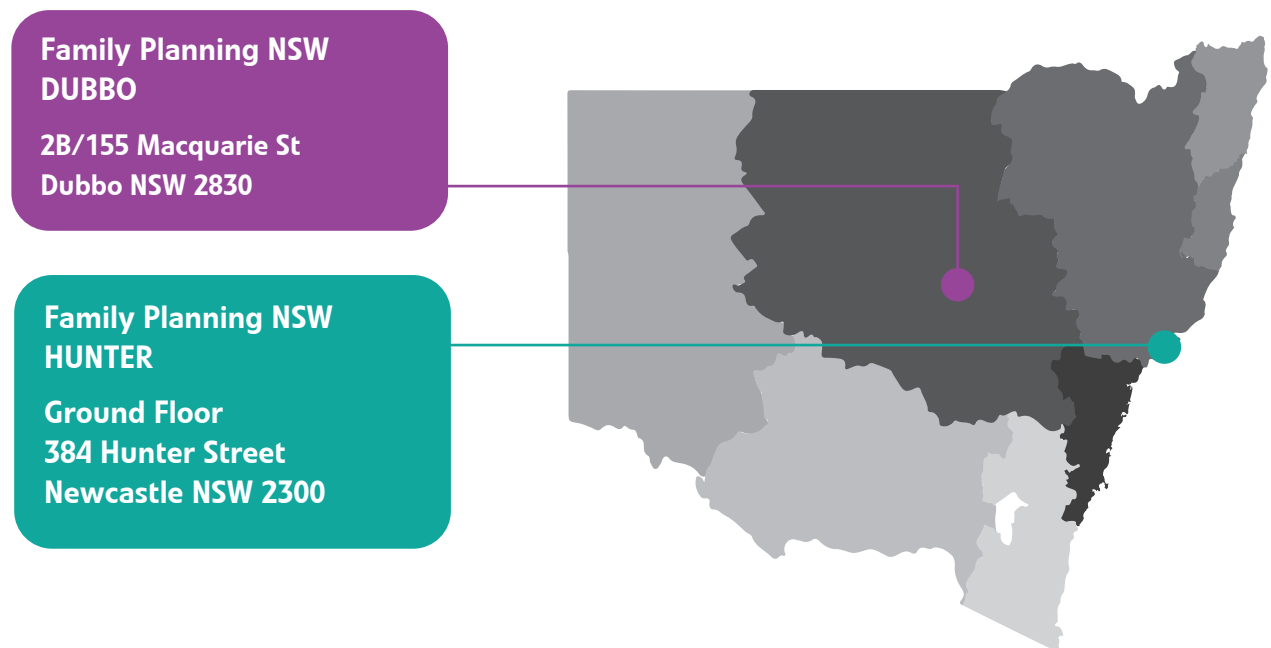 Family Planning NSW
DUBBO
2B/155 Macquarie St
Dubbo NSW 2830
Family Planning NSW
HUNTER
Ground Floor
384 Hunter Street
Newcastle NSW 2300